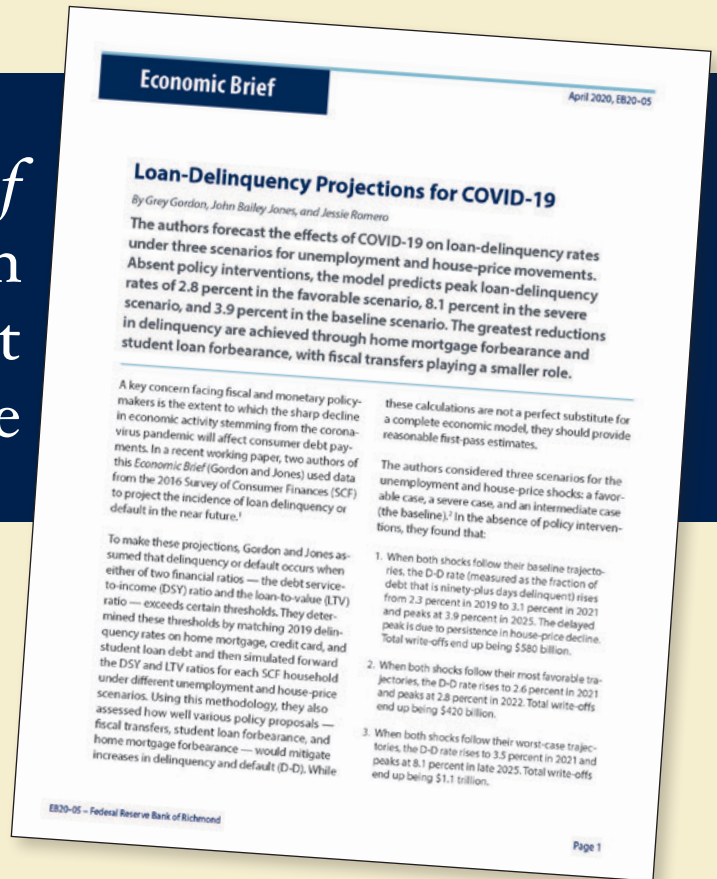 f
n
t
e
Economic Brief
April 2020, EB20-05
Loan-Delinquency Projections for COVID-19
By Grey Gordon, John Bailey Jones, and Jessie Romero
The authors forecast the effects of COVID-19 on loan-delinquency rates
under three scenarios for unemployment and house-price movements.
Absent policy interventions, the model predicts peak loan-delinquency
rates of 2.8 percent in the favorable scenario, 8.1 percent in the severe
scenario, and 3.9 percent in the baseline scenario. The greatest reductions
in delinquency are achieved through home mortgage forbearance and
student loan forbearance, with fiscal transfers playing a smaller role.
A key concern facing fiscal and monetary policy-
makers is the extent to which the sharp decline
in economic activity stemming from the corona-
virus pandemic will affect consumer debt pay-
ments. In a recent working paper, two authors of
this Economic Brief (Gordon and Jones) used data
from the 2016 Survey of Consumer Finances (SCF)
to project the incidence of loan delinquency or
default in the near future.¹
To make these projections, Gordon and Jones as-
sumed that delinquency or default occurs when
either of two financial ratios — the debt service-
to-income (DSY) ratio and the loan-to-value (LTV)
ratio — exceeds certain thresholds. They deter-
mined these thresholds by matching 2019 delin-
quency rates on home mortgage, credit card, and
student loan debt and then simulated forward
the DSY and LTV ratios for each SCF household
under different unemployment and house-price
scenarios. Using this methodology, they also
assessed how well various policy proposals —
fiscal transfers, student loan forbearance, and
home mortgage forbearance — would mitigate
increases in delinquency and default (D-D). While
these calculations are not a perfect substitute for
a complete economic model, they should provide
reasonable first-pass estimates.
The authors considered three scenarios for the
unemployment and house-price shocks: a favor-
able case, a severe case, and an intermediate case
(the baseline).² In the absence of policy interven-
tions, they found that:
1. When both shocks follow their baseline trajecto-
ries, the D-D rate (measured as the fraction of
debt that is ninety-plus days delinquent) rises
from 2.3 percent in 2019 to 3.1 percent in 2021
and peaks at 3.9 percent in 2025. The delayed
peak is due to persistence in house-price decline.
Total write-offs end up being $580 billion.
2. When both shocks follow their most favorable tra-
jectories, the D-D rate rises to 2.6 percent in 2021
and peaks at 2.8 percent in 2022. Total write-offs
end up being $420 billion.
3. When both shocks follow their worst-case trajec-
tories, the D-D rate rises to 3.5 percent in 2021 and
peaks at 8.1 percent in late 2025. Total write-offs
end up being $1.1 trillion.
EB20-05 – Federal Reserve Bank of Richmond
Page 1